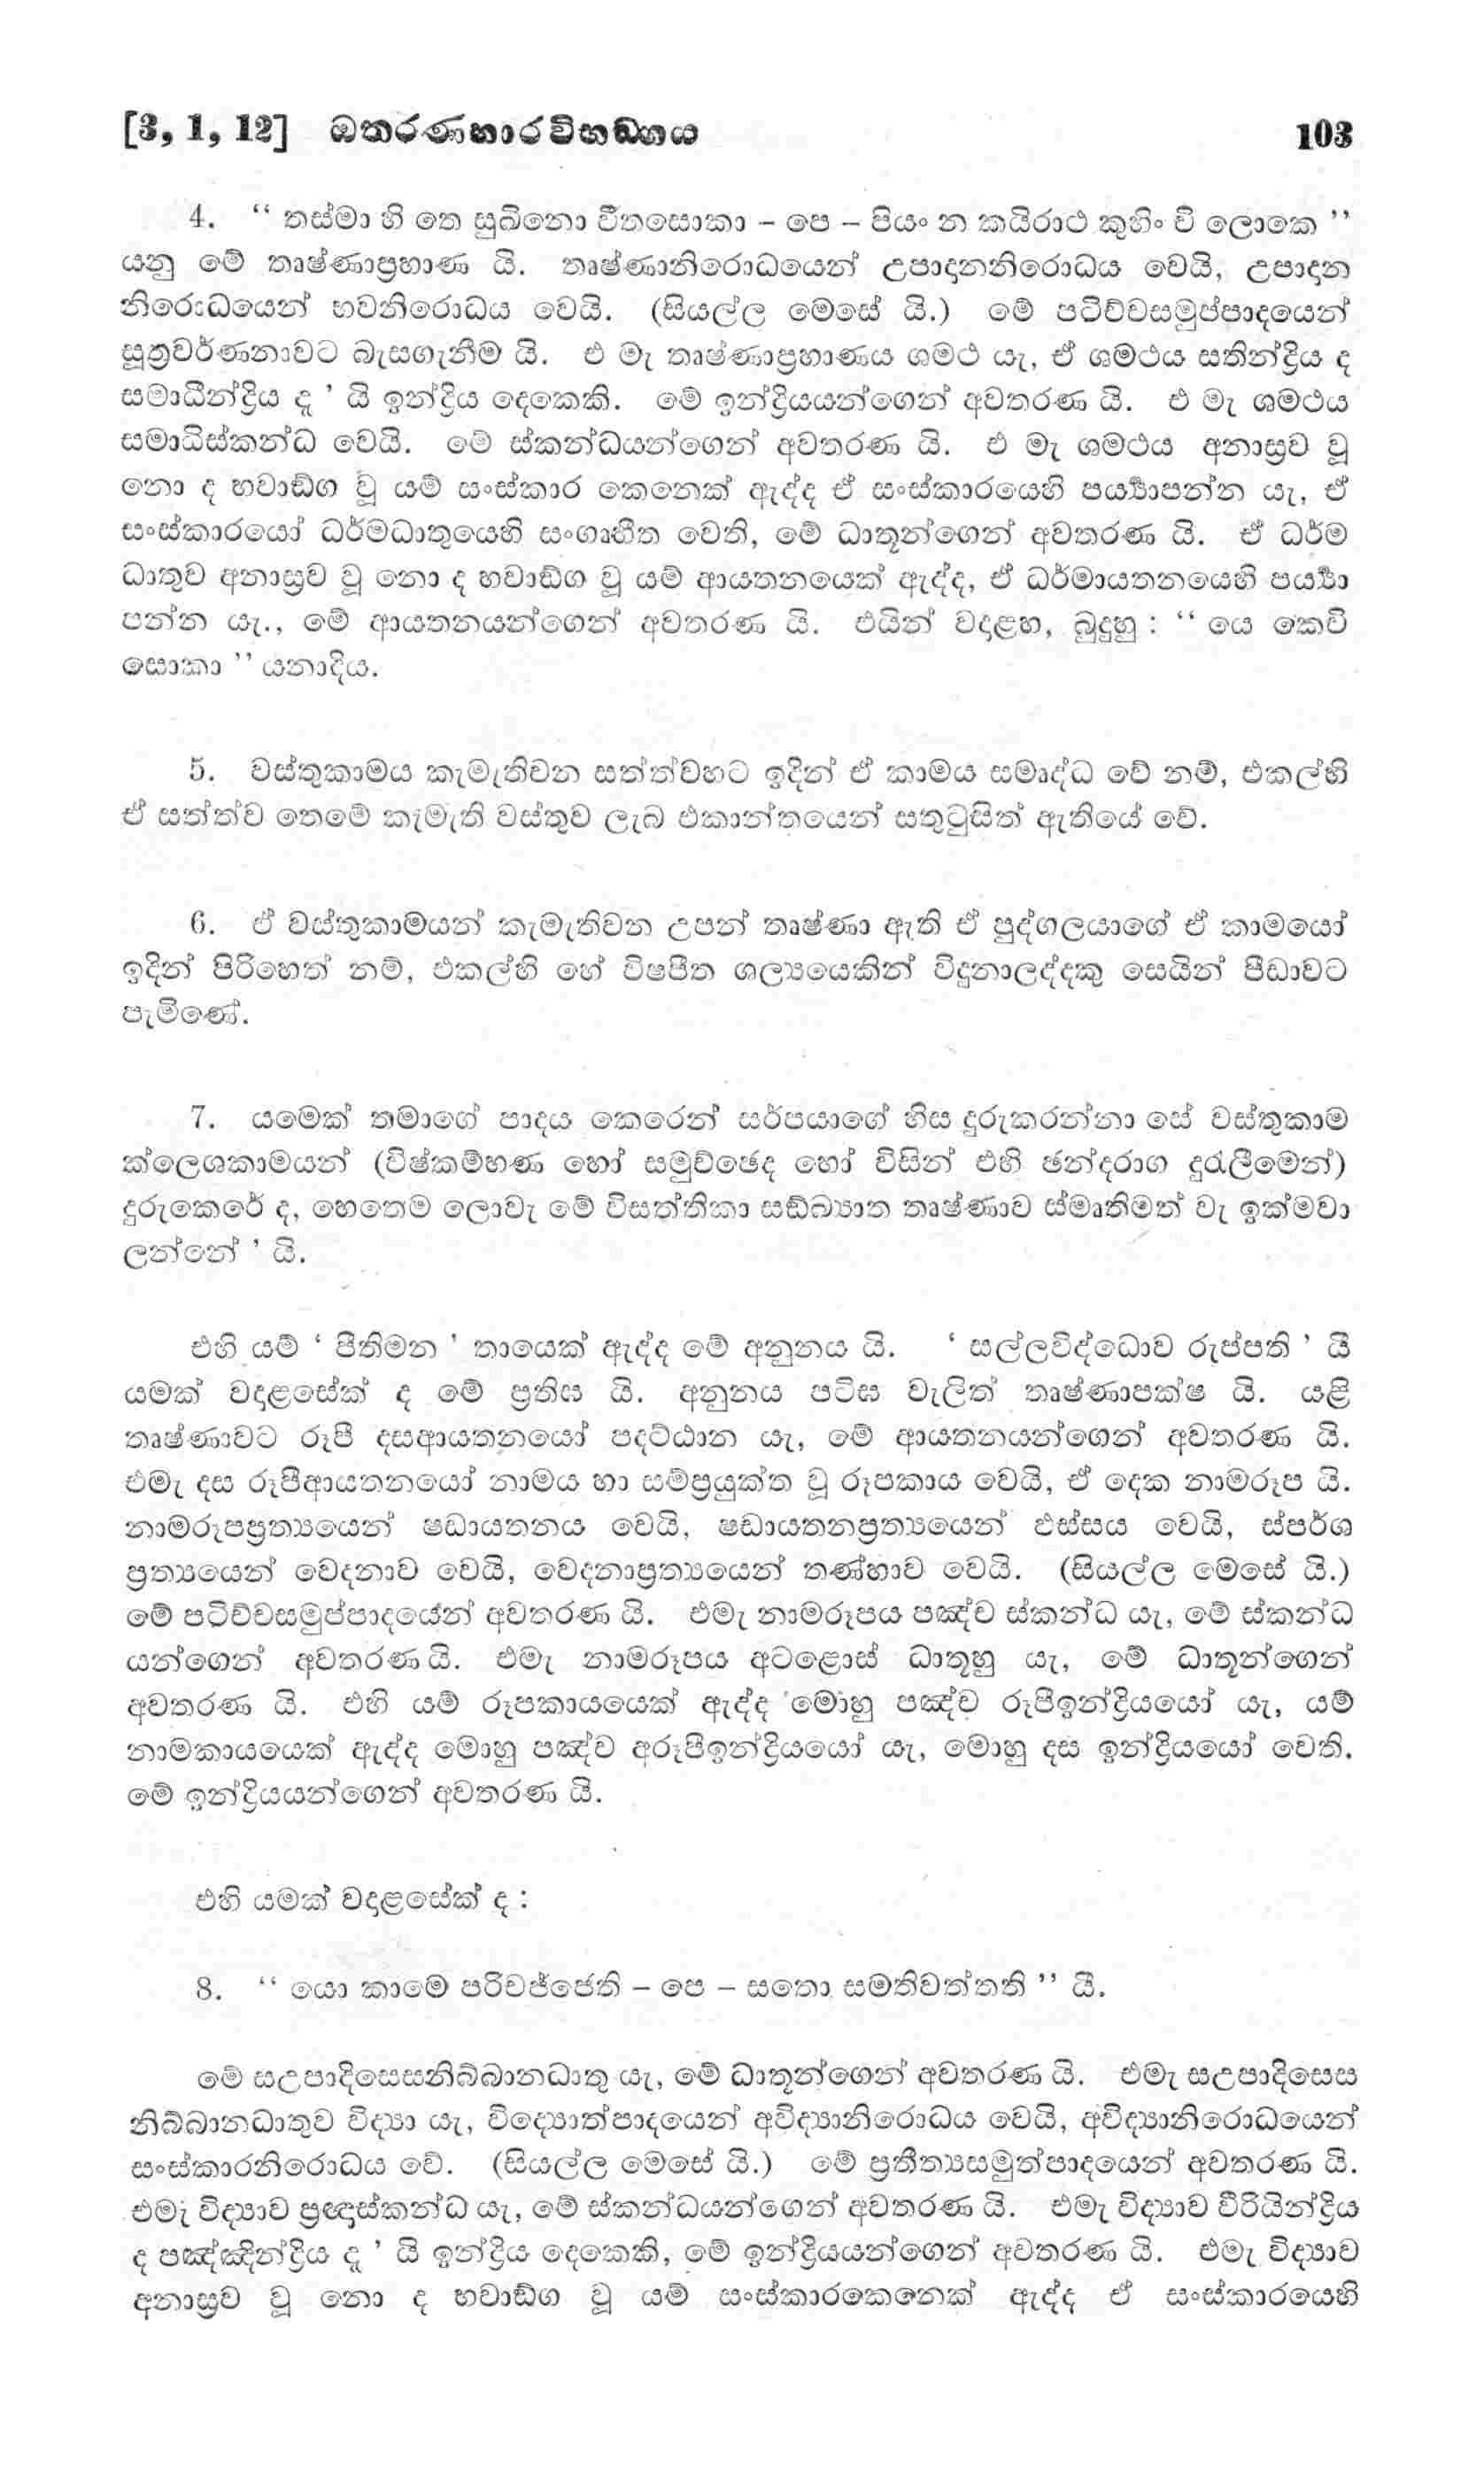 [3, 1, 12] ඔතරණහාරවිභඞ්ගය 103
4. “ තස්මා හි තෙ සුඛිනො වීතසොකා – පෙ – පියං න කයිරාථ කුහිං චි ලොකෙ ”
යනු මේ තෘෂ්ණාප්‍රහාණ යි. තෘෂ්ණානිරොධයෙන් උපාදානනිරොධය වෙයි, උපාදාන
නිරොධයෙන් භවනිරොධය වෙයි. (සියල්ල මෙසේ යි.) මේ පටිච්චසමුප්පාදයෙන්
සූත්‍රවර්ණනාවට බැසගැනීම යි. එ මැ තෘෂ්ණාප්‍රහාණය ශමථ යැ, ඒ ශමථය සතින්ද්‍රිය ද
සමාධීන්ද්‍රිය දැ ’ යි ඉන්ද්‍රිය දෙකෙකි. මේ ඉන්ද්‍රියයන්ගෙන් අවතරණ යි. එ මැ ශමථය
සමාධිස්කන්ධ වෙයි. මේ ස්කන්ධයන්ගෙන් අවතරණ යි. එ මැ ශමථය අනාස්‍රව වූ
නො ද භවාඞ්ග වූ යම් සංස්කාර කෙනෙක් ඇද්ද ඒ සංස්කාරයෙහි පර්‍ය්‍යාපන්න යැ, ඒ
සංස්කාරයෝ ධර්මධාතුයෙහි සංගෘහීත වෙති, මේ ධාතූන්ගෙන් අවතරණ යි. ඒ ධර්ම
ධාතුව අනාස්‍රව වූ නො ද භවාඞ්ග වූ යම් ආයතනයෙක් ඇද්ද, ඒ ධර්මායතනයෙහි පර්‍ය්‍යා
පන්න යැ., මේ ආයතනයන්ගෙන් අවතරණ යි. එයින් වදාළහ, බුදුහු : “ යෙ කෙචි
සොකා ” යනාදිය.
5. වස්තුකාමය කැමැතිවන සත්ත්වහට ඉදින් ඒ කාමය සමෘද්ධ වේ නම්, එකල්හි
ඒ සත්ත්ව තෙමේ කැමැති වස්තුව ලැබ එකාන්තයෙන් සතුටුසිත් ඇතියේ වේ.
6. ඒ වස්තුකාමයන් කැමැතිවන උපන් තෘෂ්ණා ඇති ඒ පුද්ගලයාගේ ඒ කාමයෝ
ඉදින් පිරිහෙත් නම්, එකල්හි හේ විෂපීත ශල්‍යයෙකින් විදුනාලද්දකු සෙයින් පීඩාවට
පැමිණේ.
7. යමෙක් තමාගේ පාදය කෙරෙන් සර්පයාගේ හිස දුරුකරන්නා සේ වස්තුකාම
ක්ලෙශකාමයන් (විෂ්කම්භණ හෝ සමුච්ඡෙද හෝ විසින් එහි ඡන්දරාග දුරැලීමෙන්)
දුරුකෙරේ ද, හෙතෙම ලොවැ මේ විසත්තිකා සඞ්ඛ්‍යාත තෘෂ්ණාව ස්මෘතිමත් වැ ඉක්මවා
ලන්නේ ’ යි.
එහි යම් ‘ පීතිමන ’ තායෙක් ඇද්ද මේ අනුනය යි. ‘ සල්ලවිද්ධොව රුප්පති ’ යී
යමක් වදාළසේක් ද මේ ප්‍රතිඝ යි. අනුනය පටිඝ වැලිත් තෘෂ්ණාපක්ෂ යි. යළි
තෘෂ්ණාවට රූපී දසආයතනයෝ පදට්ඨාන යැ, මේ ආයතනයන්ගෙන් අවතරණ යි.
එමැ දස රූපීආයතනයෝ නාමය හා සම්ප්‍රයුක්ත වූ රූපකාය වෙයි, ඒ දෙක නාමරූප යි.
නාමරූපප්‍රත්‍යයෙන් ෂඩායතනය වෙයි, ෂඩායතනප්‍රත්‍යයෙන් ඵස්සය වෙයි, ස්පර්ශ
ප්‍රත්‍යයෙන් වෙදනාව වෙයි, වෙදනාප්‍රත්‍යයෙන් තණ්හාව වෙයි. (සියල්ල මෙසේ යි.)
මේ පටිච්චසමුප්පාදයෙන් අවතරණ යි. එමැ නාමරූපය පඤ්ච ස්කන්ධ යැ, මේ ස්කන්ධ
යන්ගෙන් අවතරණ යි. එමැ නාමරූපය අටළොස් ධාතූහු යැ, මේ ධාතූන්ගෙන්
අවතරණ යි. එහි යම් රූපකායයෙක් ඇද්ද මොහු පඤ්ච රූපීඉන්ද්‍රියයෝ යැ, යම්
නාමකායයෙක් ඇද්ද මොහු පඤ්ච අරූපීඉන්ද්‍රියයෝ යැ, මොහු දස ඉන්ද්‍රියයෝ වෙති.
මේ ඉන්ද්‍රියයන්ගෙන් අවතරණ යි.
එහි යමක් වදාළසේක් ද :
8. “ යො කාමෙ පරිවජ්ජෙති – පෙ – සතො සමතිවත්තති ” යී.
මේ සඋපාදිසෙසනිබ්බානධාතු යැ, මේ ධාතූන්ගෙන් අවතරණ යි. එමැ සඋපාදිසෙස
නිබ්බානධාතුව විද්‍යා යැ, විද්‍යොත්පාදයෙන් අවිද්‍යානිරොධය වෙයි, අවිද්‍යානිරොධයෙන්
සංස්කාරනිරොධය වේ. (සියල්ල මෙසේ යි.) මේ ප්‍රතීත්‍යසමුත්පාදයෙන් අවතරණ යි.
එමැ විද්‍යාව ප්‍රඥාස්කන්ධ යැ, මේ ස්කන්ධයන්ගෙන් අවතරණ යි. එමැ විද්‍යාව වීරියින්ද්‍රිය
ද පඤ්ඤින්ද්‍රිය දැ ’ යි ඉන්ද්‍රිය දෙකෙකි, මේ ඉන්ද්‍රියයන්ගෙන් අවතරණ යි. එමැ විද්‍යාව
අනාස්‍රව වූ නො ද භවාඞ්ග වූ යම් සංස්කාරකෙනෙක් ඇද්ද ඒ සංස්කාරයෙහි